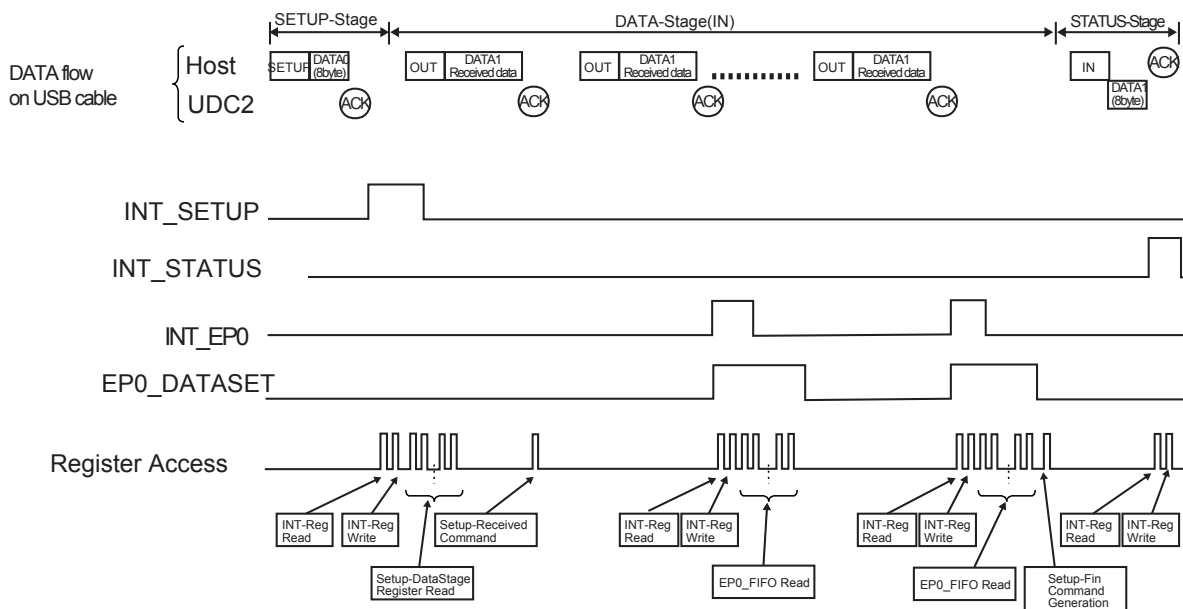 SETUP-Stage
DATA-Stage(IN)
STATUS-Stage
DATA flow
on USB cable
Host
UDC2
SETUP
DATA0
(8byte)
ACK
OUT
DATA1
Received data
ACK
OUT
DATA1
Received data
ACK
OUT
DATA1
Received data
ACK
IN
DATA1
(8byte)
ACK
INT_SETUP
INT_STATUS
INT_EP0
EP0_DATASET
Register Access
INT-Reg
Read
INT-Reg
Write
Setup-DataStage
Register Read
Setup-Received
Command
INT-Reg
Read
INT-Reg
Write
EP0_FIFO Read
INT-Reg
Read
INT-Reg
Write
EP0_FIFO Read
Setup-Fin
Command
Generation
INT-Reg
Read
INT-Reg
Write